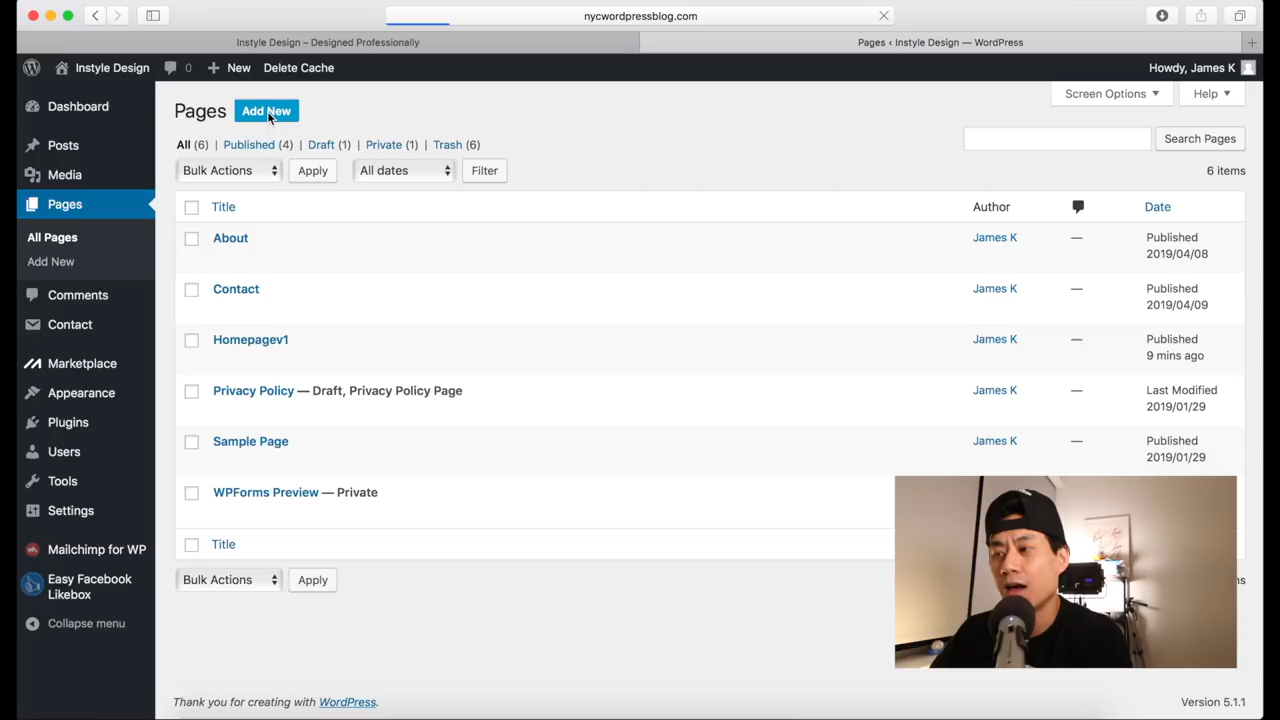 nycwordpressblog.com
Instyle Design – Designed Professionally
Pages ‹ Instyle Design — WordPress
Instyle Design 0 New Delete Cache Howdy, James K
Dashboard
Posts
Media
Pages
All Pages
Add New
Comments
Contact
Marketplace
Appearance
Plugins
Users
Tools
Settings
Mailchimp for WP
Easy Facebook
Likebox
Collapse menu
Screen Options Help
Pages Add New
All (6) | Published (4) | Draft (1) | Private (1) | Trash (6)
Search Pages
Bulk Actions Apply All dates Filter 6 items
Title Author Date
About James K — Published
2019/04/08
Contact James K — Published
2019/04/09
Homepagev1 James K — Published
9 mins ago
Privacy Policy — Draft, Privacy Policy Page James K — Last Modified
2019/01/29
Sample Page James K — Published
2019/01/29
WPForms Preview — Private
Title
Bulk Actions Apply
Thank you for creating with WordPress. Version 5.1.1